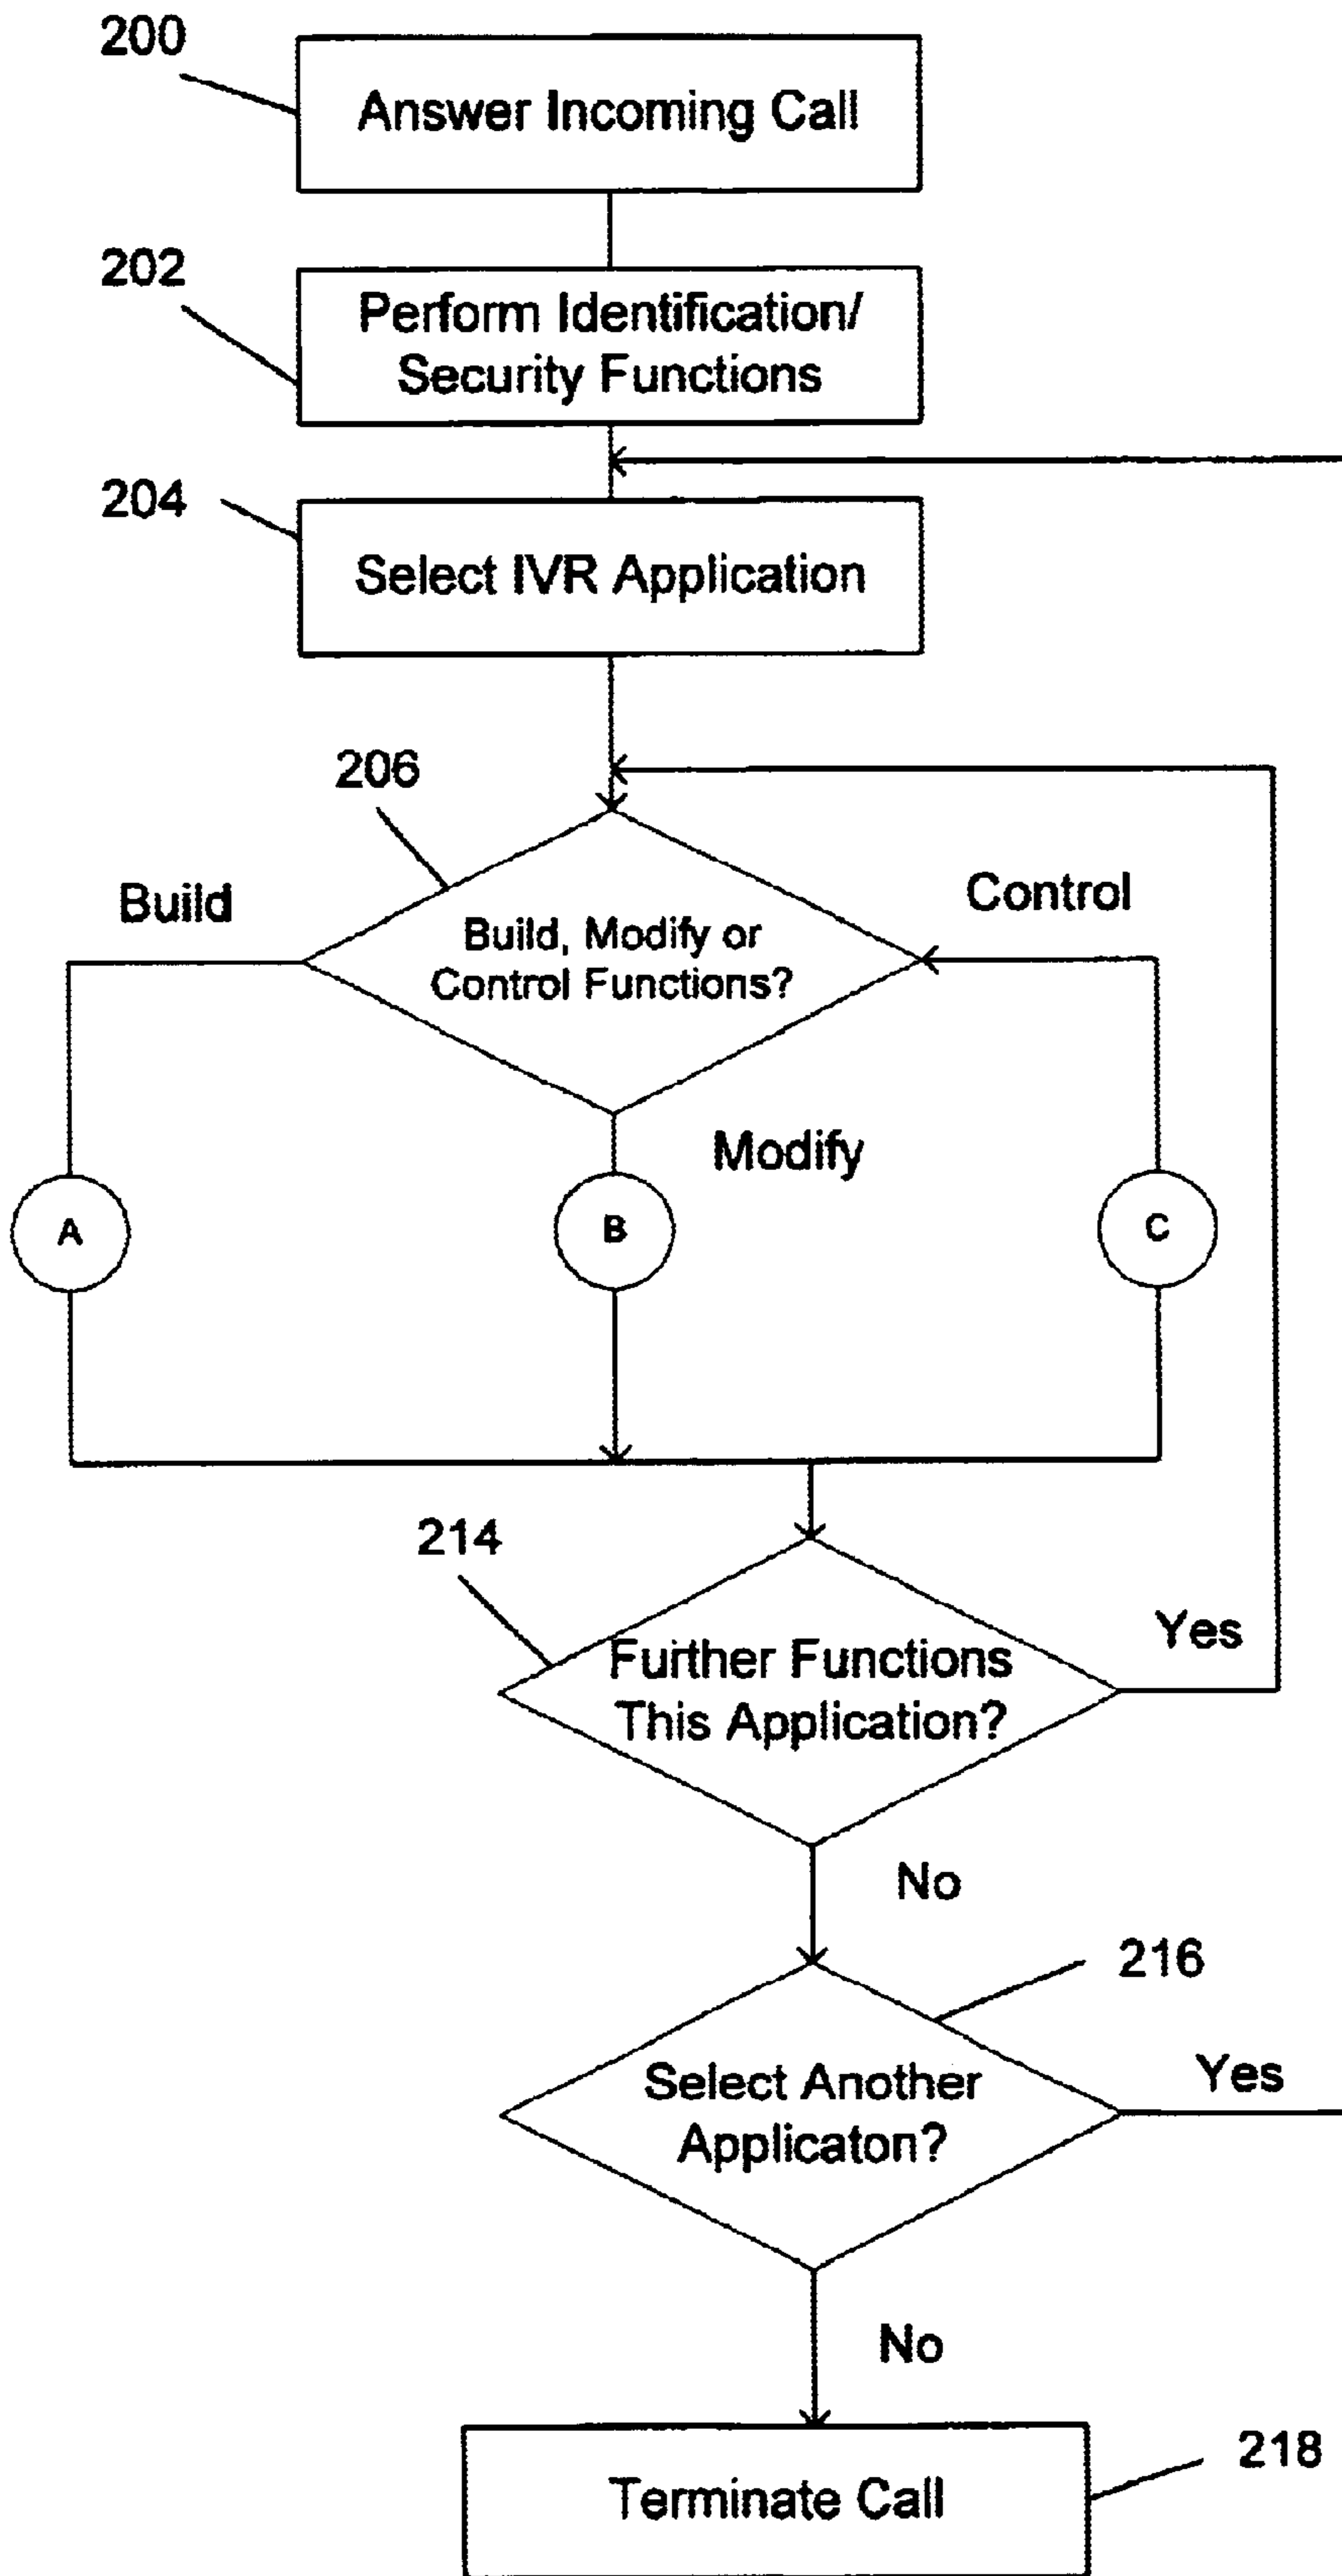 200
Answer Incoming Call
202
Perform Identification/
Security Functions
204
Select IVR Application
206
Build
Control
Build, Modify or
Control Functions?
Modify
A
B
C
214
Further Functions
This Application?
Yes
No
216
Select Another
Applicaton?
Yes
No
218
Terminate Call